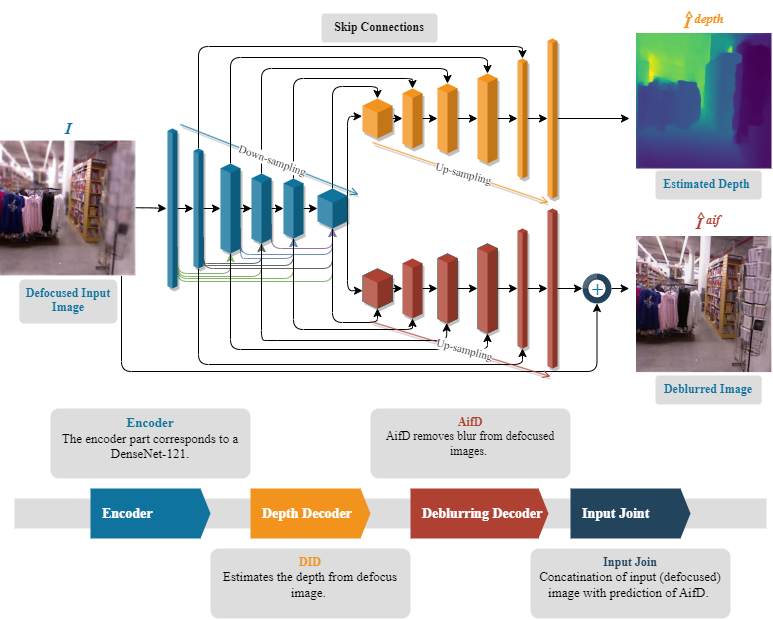 Skip Connections
Î depth
I
Down-sampling
Up-sampling
Estimated Depth
Î aif
Defocused Input
Image
+
Up-sampling
Deblurred Image
Encoder
The encoder part corresponds to a
DenseNet-121.
AifD
AifD removes blur from defocused
images.
Encoder
Depth Decoder
Deblurring Decoder
Input Joint
DID
Estimates the depth from defocus
image.
Input Join
Concatination of input (defocused)
image with prediction of AifD.